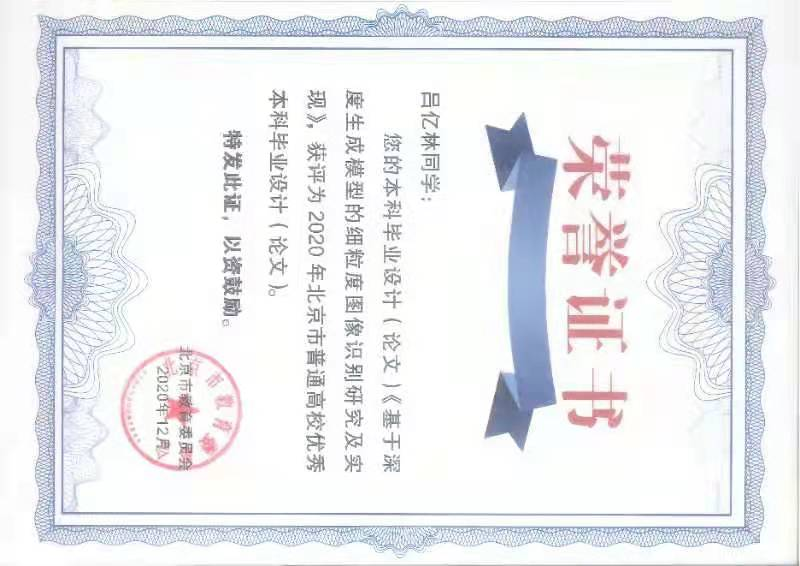 荣誉证书
吕亿林同学：
您的本科毕业设计（论文）《基于深
度生成模型的细粒度图像识别研究及实
现》，获评为2020年北京市普通高校优秀
本科毕业设计（论文）。
特发此证，以资鼓励。
北京市教育委员会
2020年12月